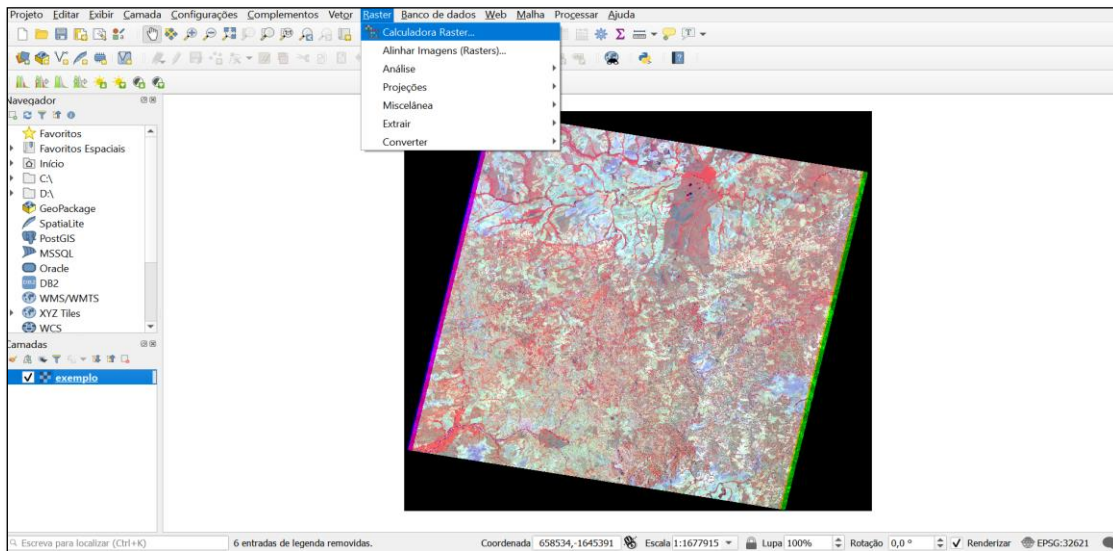 Projeto Editar Exibir Camada Configurações Complementos Vetor Raster Banco de dados Web Malha Processar Ajuda
Calculadora Raster...
Alinhar Imagens (Rasters)...
Análise
Projeções
Miscelânea
Extrair
Converter
Navegador
Favoritos
Favoritos Espaciais
Início
C:\
D:\
GeoPackage
SpatiaLite
PostGIS
MSSQL
Oracle
DB2
WMS/WMTS
XYZ Tiles
WCS
Camadas
exemplo
Escreva para localizar (Ctrl+K) 6 entradas de legenda removidas. Coordenada 658534,-1645391 Escala 1:1677915 Lupa 100% Rotação 0,0 ° Renderizar EPSG:32621